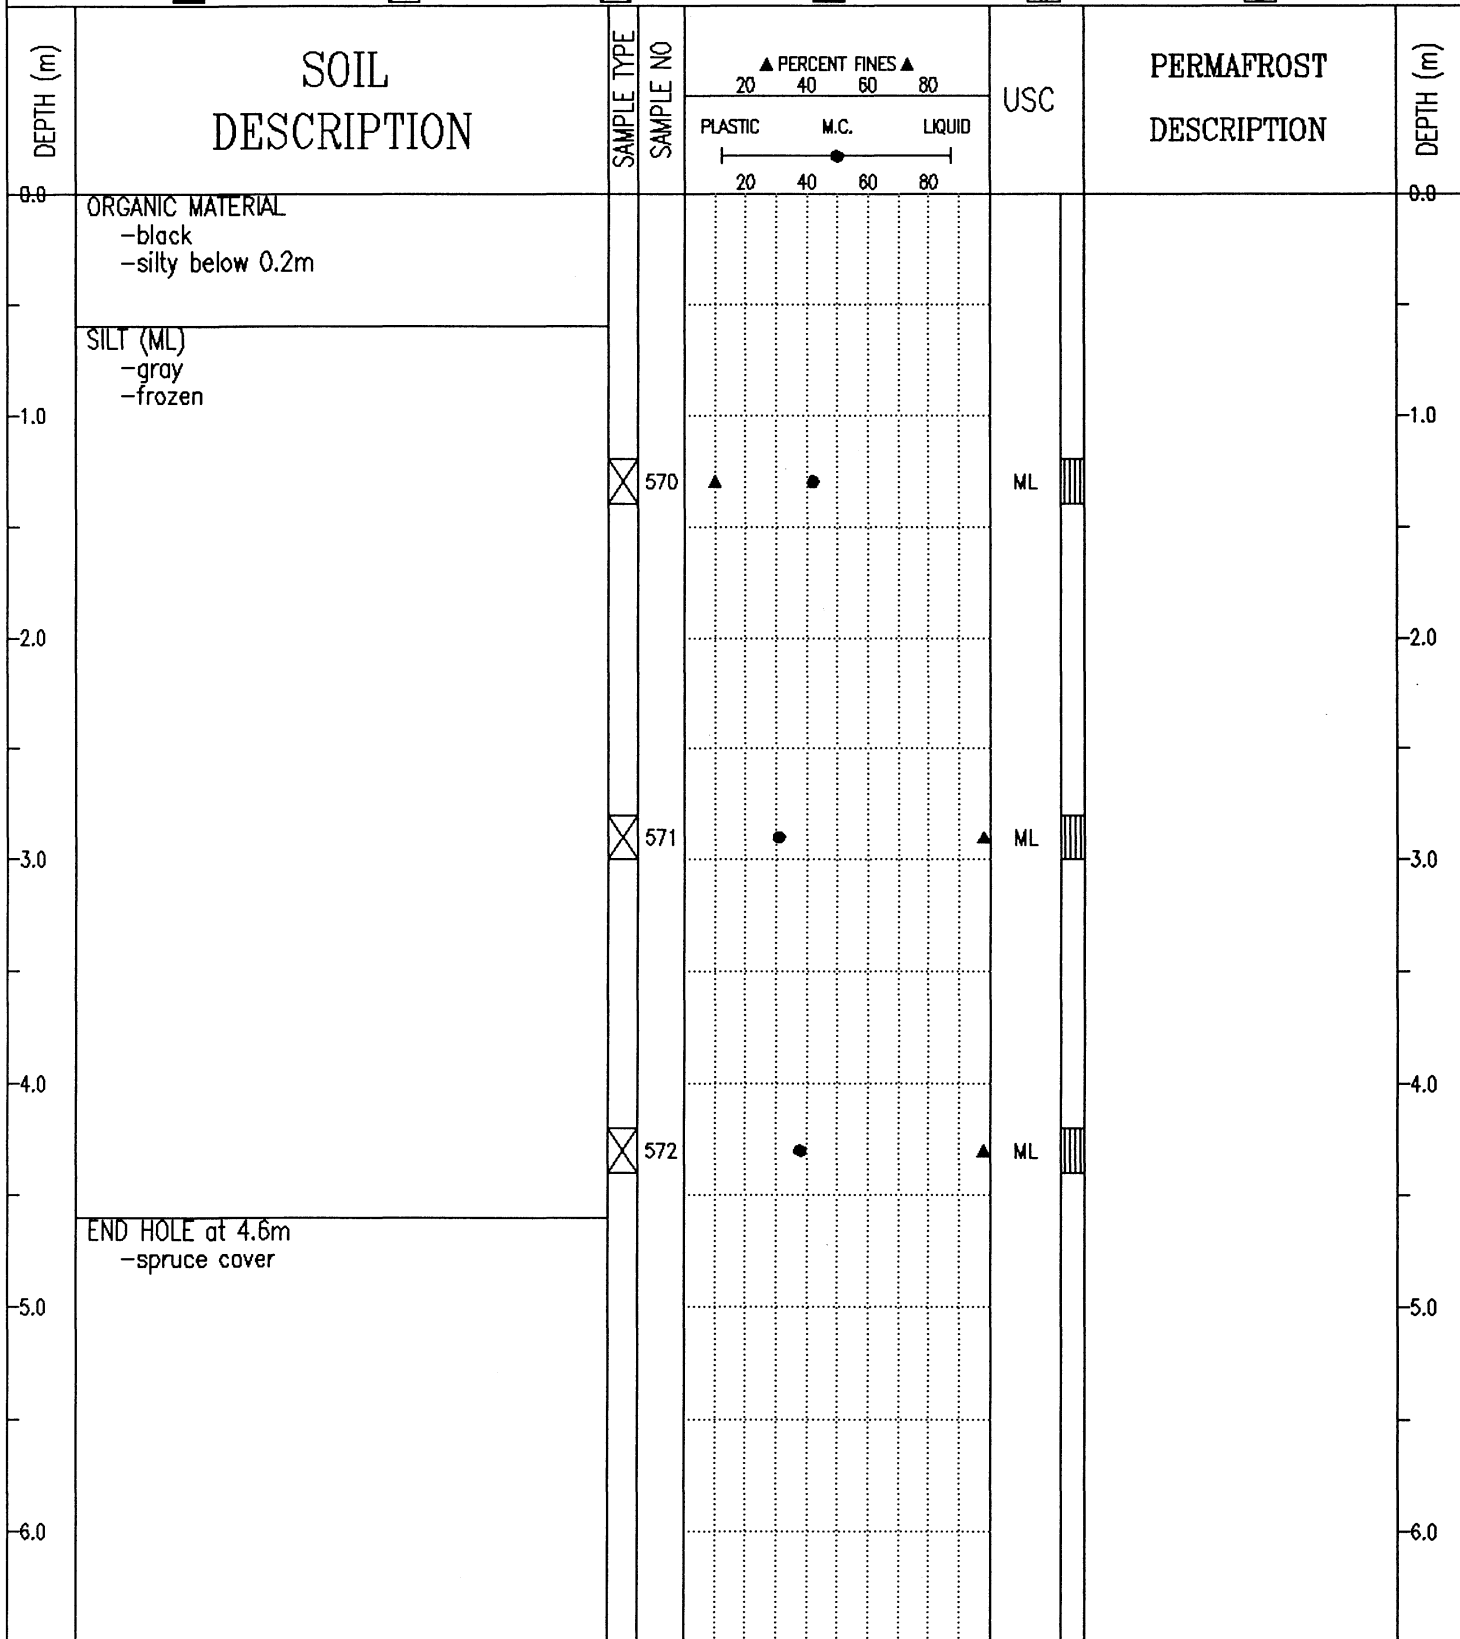 DEPTH (m)
SOIL
DESCRIPTION
SAMPLE TYPE
SAMPLE NO
▲ PERCENT FINES ▲
20 40 60 80
PLASTIC M.C. LIQUID
20 40 60 80
USC
PERMAFROST
DESCRIPTION
DEPTH (m)
0.0 0.0
ORGANIC MATERIAL
-black
-silty below 0.2m
SILT (ML)
-gray
-frozen
1.0 1.0
570 ML
2.0 2.0
571 ML
3.0 3.0
4.0 4.0
572 ML
END HOLE at 4.6m
-spruce cover
5.0 5.0
6.0 6.0